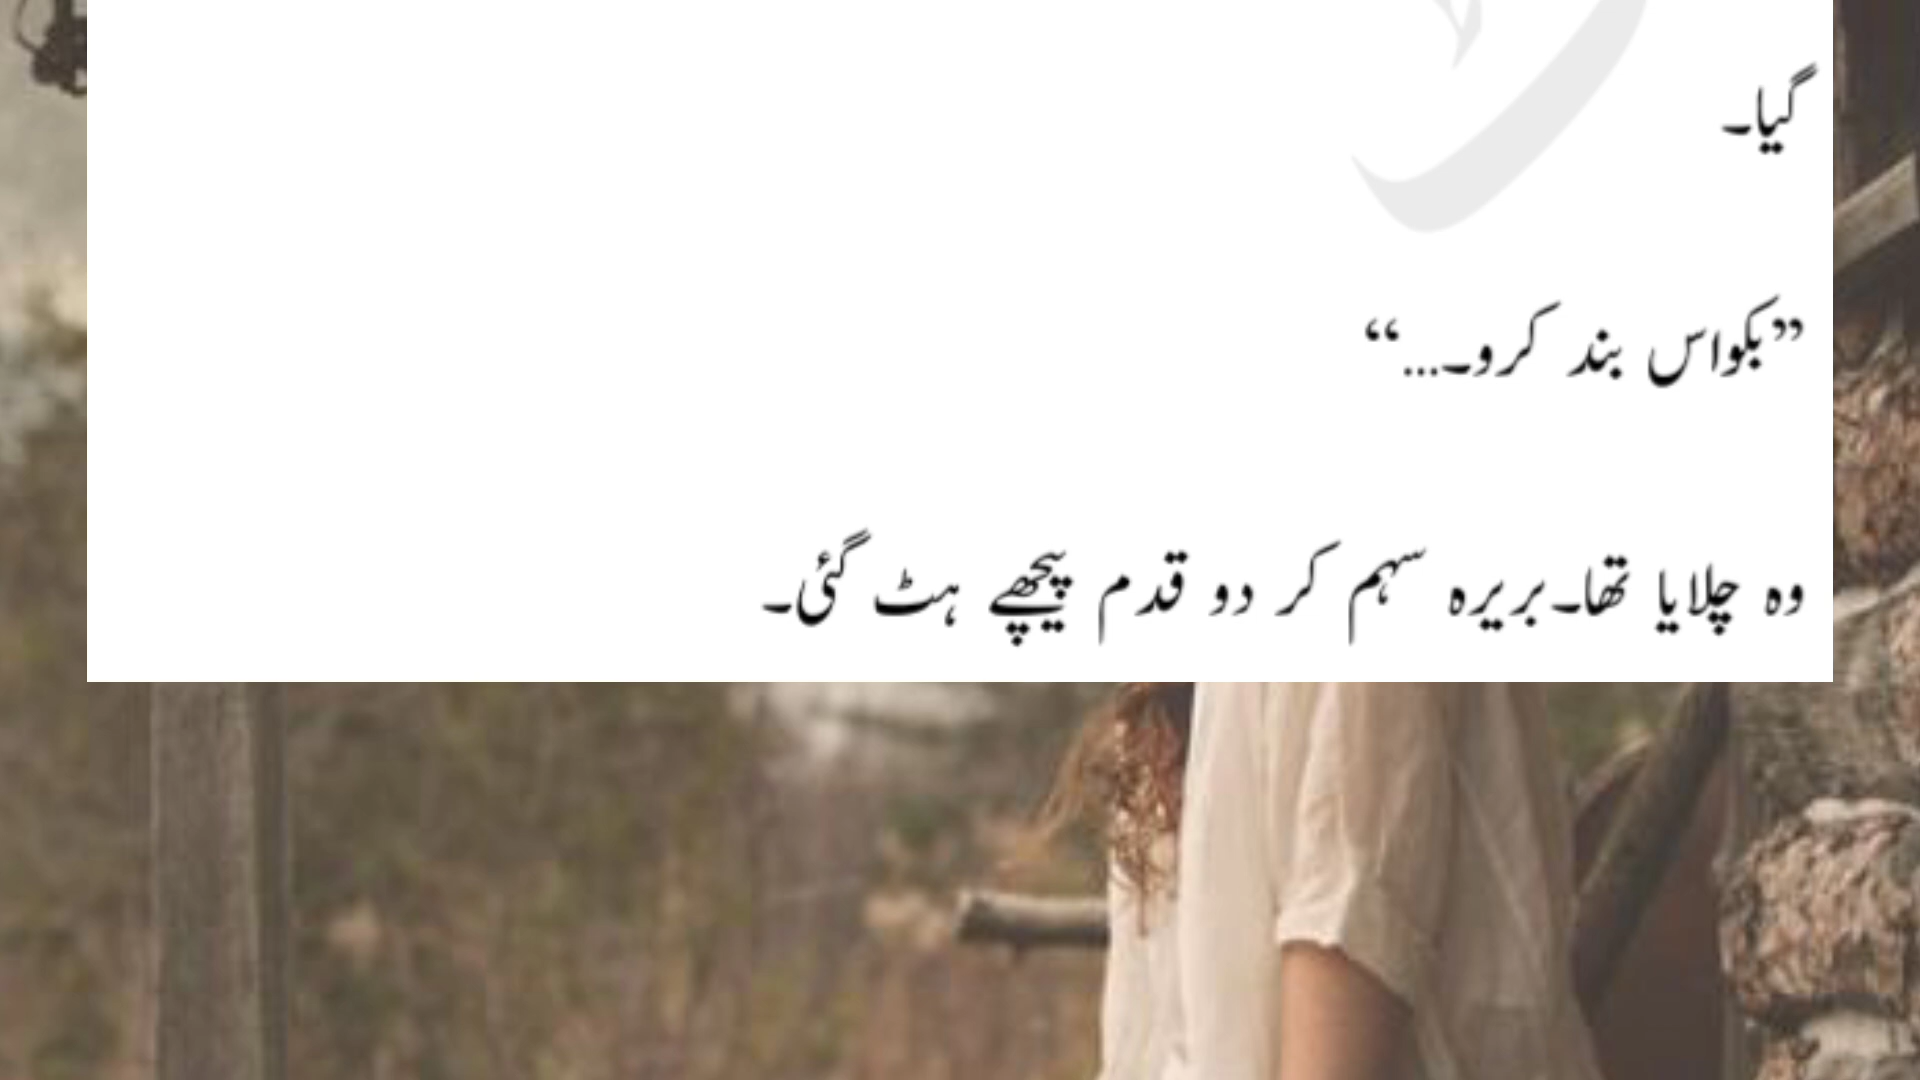 گیا۔
”بکواس بند کرو۔...“
وہ چلایا تھا۔بریرہ سہم کر دو قدم پیچھے ہٹ گئی۔